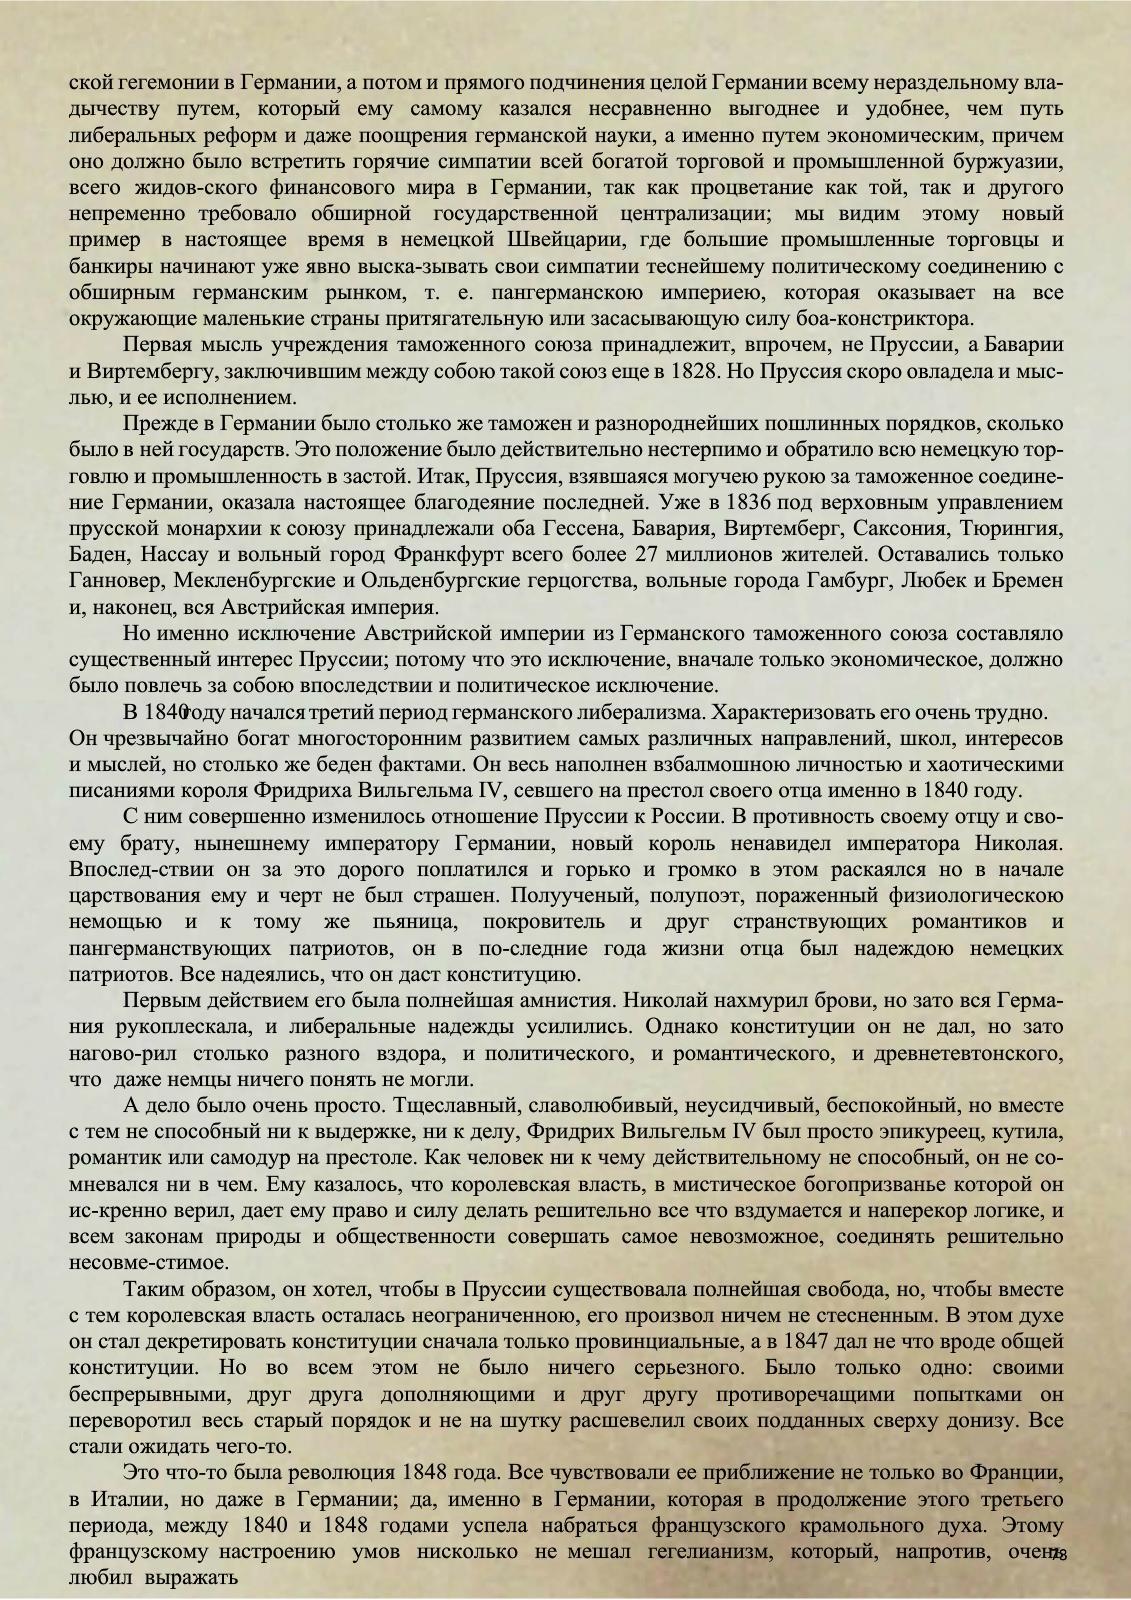 ской гегемонии в Германии, а потом и прямого подчинения целой Германии всему нераздельному вла-
дычеству путем, который ему самому казался несравненно выгоднее и удобнее, чем путь
либеральных реформ и даже поощрения германской науки, а именно путем экономическим, причем
оно должно было встретить горячие симпатии всей богатой торговой и промышленной буржуазии,
всего жидов-ского финансового мира в Германии, так как процветание как той, так и другого
непременно требовало обширной государственной централизации; мы видим этому новый
пример в настоящее время в немецкой Швейцарии, где большие промышленные торговцы и
банкиры начинают уже явно выска-зывать свои симпатии теснейшему политическому соединению с
обширным германским рынком, т. е. пангерманскою империею, которая оказывает на все
окружающие маленькие страны притягательную или засасывающую силу боа-констриктора.
Первая мысль учреждения таможенного союза принадлежит, впрочем, не Пруссии, а Баварии
и Виртембергу, заключившим между собою такой союз еще в 1828. Но Пруссия скоро овладела и мыс-
лью, и ее исполнением.
Прежде в Германии было столько же таможен и разнороднейших пошлинных порядков, сколько
было в ней государств. Это положение было действительно нестерпимо и обратило всю немецкую тор-
говлю и промышленность в застой. Итак, Пруссия, взявшаяся могучею рукою за таможенное соедине-
ние Германии, оказала настоящее благодеяние последней. Уже в 1836 под верховным управлением
прусской монархии к союзу принадлежали оба Гессена, Бавария, Виртемберг, Саксония, Тюрингия,
Баден, Нассау и вольный город Франкфурт всего более 27 миллионов жителей. Оставались только
Ганновер, Мекленбургские и Ольденбургские герцогства, вольные города Гамбург, Любек и Бремен
и, наконец, вся Австрийская империя.
Но именно исключение Австрийской империи из Германского таможенного союза составляло
существенный интерес Пруссии; потому что это исключение, вначале только экономическое, должно
было повлечь за собою впоследствии и политическое исключение.
В 1840 году начался третий период германского либерализма. Характеризовать его очень трудно.
Он чрезвычайно богат многосторонним развитием самых различных направлений, школ, интересов
и мыслей, но столько же беден фактами. Он весь наполнен взбалмошною личностью и хаотическими
писаниями короля Фридриха Вильгельма IV, севшего на престол своего отца именно в 1840 году.
С ним совершенно изменилось отношение Пруссии к России. В противность своему отцу и сво-
ему брату, нынешнему императору Германии, новый король ненавидел императора Николая.
Впослед-ствии он за это дорого поплатился и горько и громко в этом раскаялся но в начале
царствования ему и черт не был страшен. Полуученый, полупоэт, пораженный физиологическою
немощью и к тому же пьяница, покровитель и друг странствующих романтиков и
пангерманствующих патриотов, он в по-следние года жизни отца был надеждою немецких
патриотов. Все надеялись, что он даст конституцию.
Первым действием его была полнейшая амнистия. Николай нахмурил брови, но зато вся Герма-
ния рукоплескала, и либеральные надежды усилились. Однако конституции он не дал, но зато
нагово-рил столько разного вздора, и политического, и романтического, и древнетевтонского,
что даже немцы ничего понять не могли.
А дело было очень просто. Тщеславный, славолюбивый, неусидчивый, беспокойный, но вместе
с тем не способный ни к выдержке, ни к делу, Фридрих Вильгельм IV был просто эпикуреец, кутила,
романтик или самодур на престоле. Как человек ни к чему действительному не способный, он не со-
мневался ни в чем. Ему казалось, что королевская власть, в мистическое богопризванье которой он
ис-кренно верил, дает ему право и силу делать решительно все что вздумается и наперекор логике, и
всем законам природы и общественности совершать самое невозможное, соединять решительно
несовме-стимое.
Таким образом, он хотел, чтобы в Пруссии существовала полнейшая свобода, но, чтобы вместе
с тем королевская власть осталась неограниченною, его произвол ничем не стесненным. В этом духе
он стал декретировать конституции сначала только провинциальные, а в 1847 дал не что вроде общей
конституции. Но во всем этом не было ничего серьезного. Было только одно: своими
беспрерывными, друг друга дополняющими и друг другу противоречащими попытками он
переворотил весь старый порядок и не на шутку расшевелил своих подданных сверху донизу. Все
стали ожидать чего-то.
Это что-то была революция 1848 года. Все чувствовали ее приближение не только во Франции,
в Италии, но даже в Германии; да, именно в Германии, которая в продолжение этого третьего
периода, между 1840 и 1848 годами успела набраться французского крамольного духа. Этому
французскому настроению умов нисколько не мешал гегелианизм, который, напротив, очень
любил выражать
78